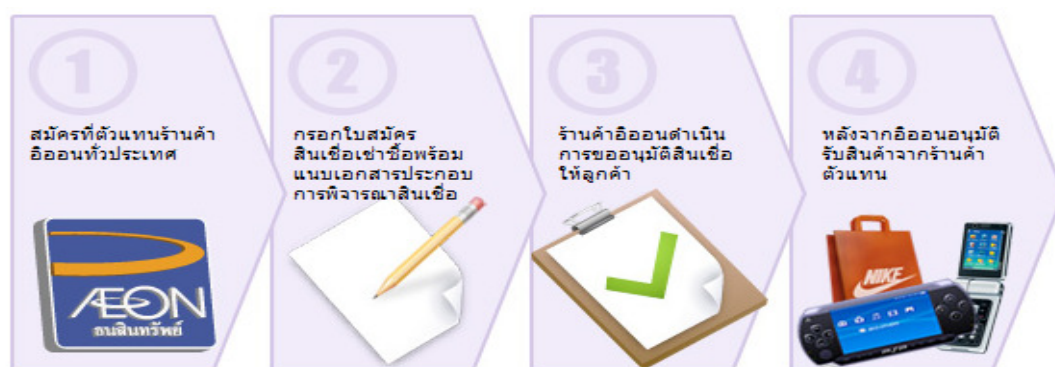 1
สมัครที่ตัวแทนร้านค้า
อิออนทั่วประเทศ
ÆON
ธนสินทรัพย์
2
กรอกใบสมัคร
สินเชื่อเช่าซื้อพร้อม
แนบเอกสารประกอบ
การพิจารณาสินเชื่อ
3
ร้านค้าอิออนดำเนิน
การขออนุมัติสินเชื่อ
ให้ลูกค้า
4
หลังจากอิออนอนุมัติ
รับสินค้าจากร้านค้า
ตัวแทน
NIKE
PSP